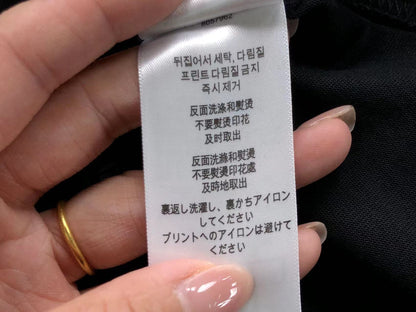 8057962
뒤집어서 세탁, 다림질
프린트 다림질 금지
즉시 제거
反面洗涤和熨烫
不要熨烫印花
及时取出
反面洗滌和熨燙
不要熨燙印花處
及時地取出
裏返し洗濯し、裏からアイロン
してください
プリントへのアイロンは避けて
ください